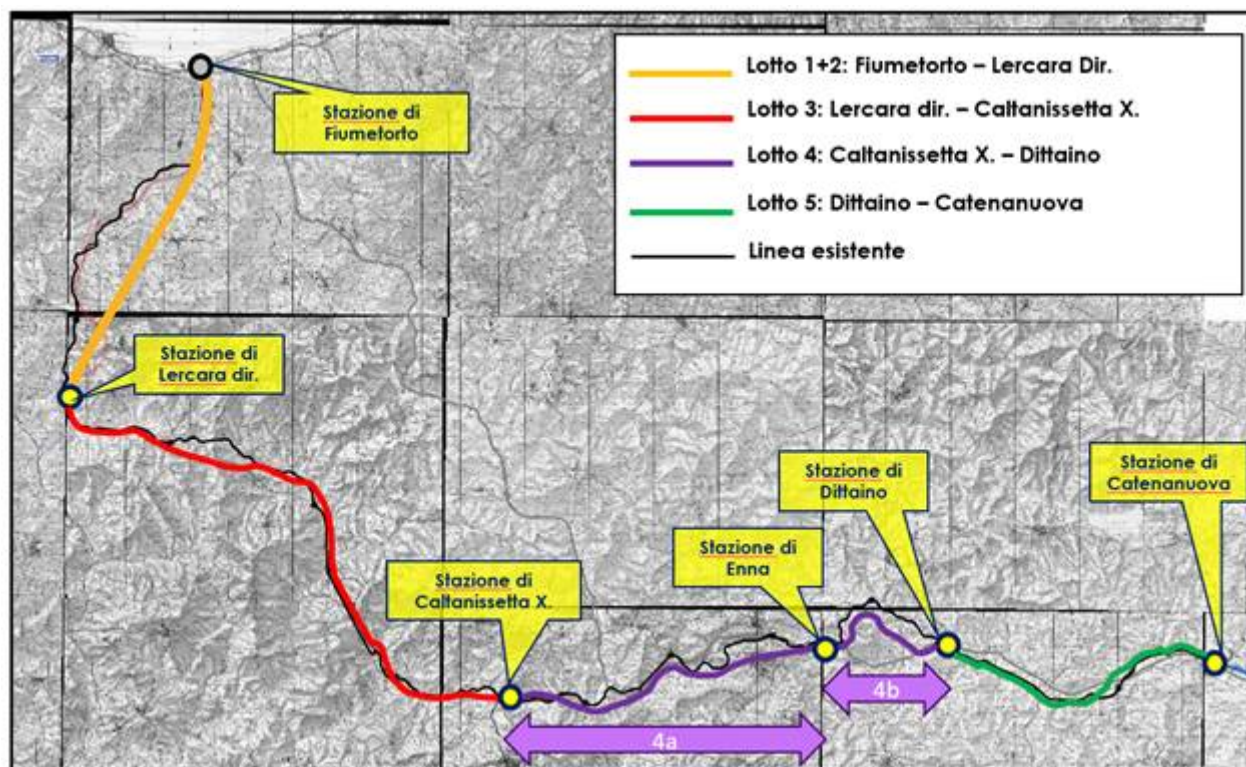 Stazione di
Fiumetorto
Lotto 1+2: Fiumetorto – Lercara Dir.
Lotto 3: Lercara dir. – Caltanissetta X.
Lotto 4: Caltanissetta X. – Dittaino
Lotto 5: Dittaino – Catenanuova
Linea esistente
Stazione di
Lercara dir.
Stazione di
Caltanissetta X.
Stazione di
Enna
Stazione di
Dittaino
Stazione di
Catenanuova
4a
4b